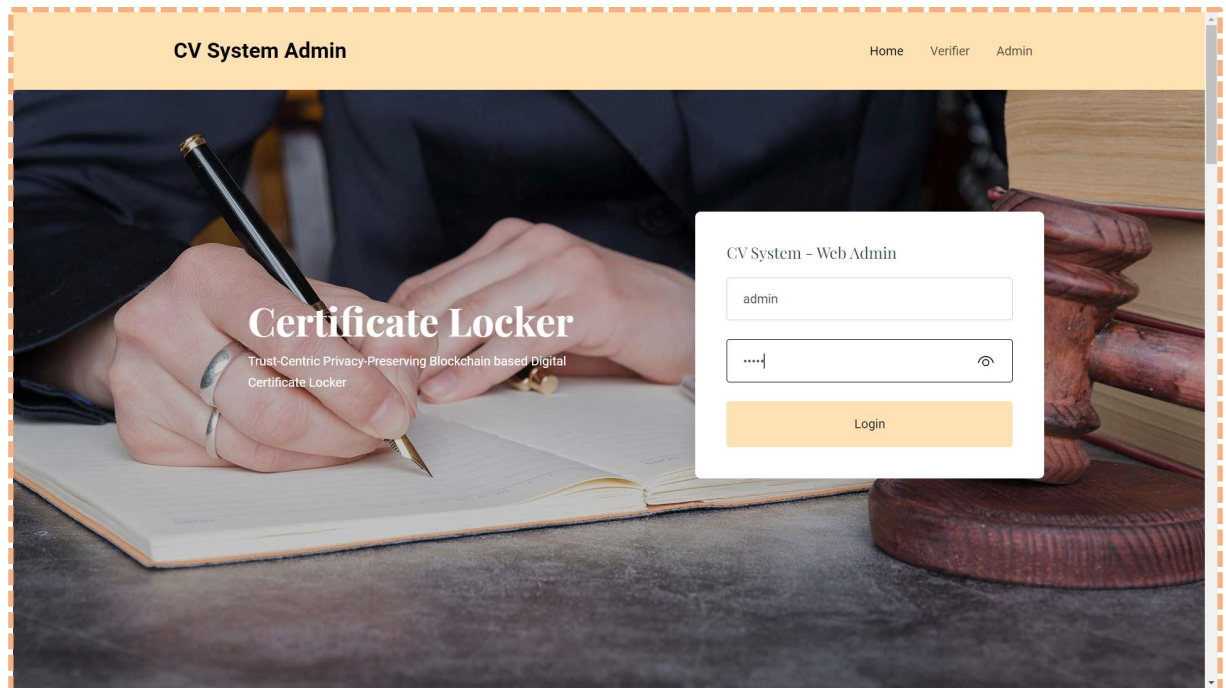 CV System Admin
Home
Verifier
Admin
CV System - Web Admin
admin
•••••
Certificate Locker
Trust-Centric Privacy-Preserving Blockchain based Digital
Certificate Locker
Login